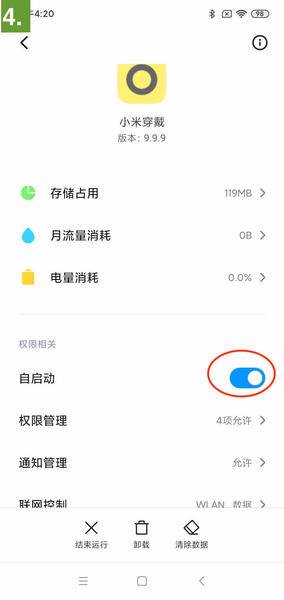 4.
4:20
98
小米穿戴
版本：9.9.9
存储占用 119MB
月流量消耗 0B
电量消耗 0.0%
权限相关
自启动
权限管理 4项允许
通知管理 允许
联网控制 WLAN、数据
结束运行 卸载 清除数据